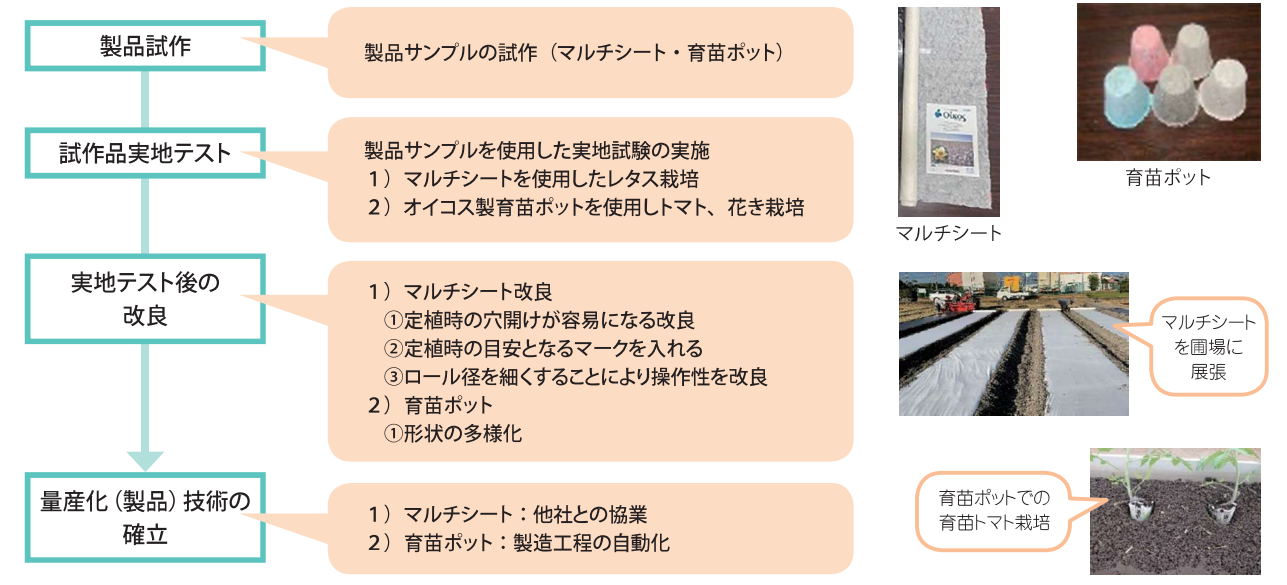 製品試作
製品サンプルの試作（マルチシート・育苗ポット）
試作品実地テスト
製品サンプルを使用した実地試験の実施
1）マルチシートを使用したレタス栽培
2）オイコス製育苗ポットを使用しトマト、花き栽培
実地テスト後の
改良
1）マルチシート改良
①定植時の穴開けが容易になる改良
②定植時の目安となるマークを入れる
③ロール径を細くすることにより操作性を改良
2）育苗ポット
①形状の多様化
量産化（製品）技術の
確立
1）マルチシート：他社との協業
2）育苗ポット：製造工程の自動化
Oikos
マルチシート
育苗ポット
マルチシート
を圃場に
展張
育苗ポットでの
育苗トマト栽培